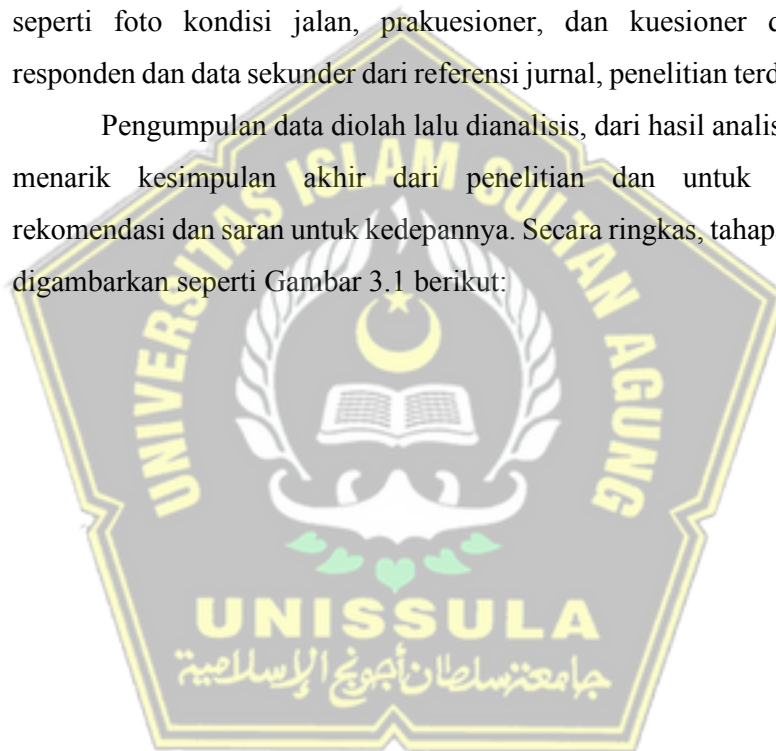 seperti foto kondisi jalan, prakuesioner, dan kuesioner
responden dan data sekunder dari referensi jurnal, penelitian
Pengumpulan data diolah lalu dianalisis, dari hasil
menarik kesimpulan akhir dari penelitian dan untuk
rekomendasi dan saran untuk kedepannya. Secara ringkas,
digambarkan seperti Gambar 3.1 berikut:
UNIVERSITAS ISLAM SULTAN AGUNG
UNISSULA
جامعة سلطان أجونج الإسلامية